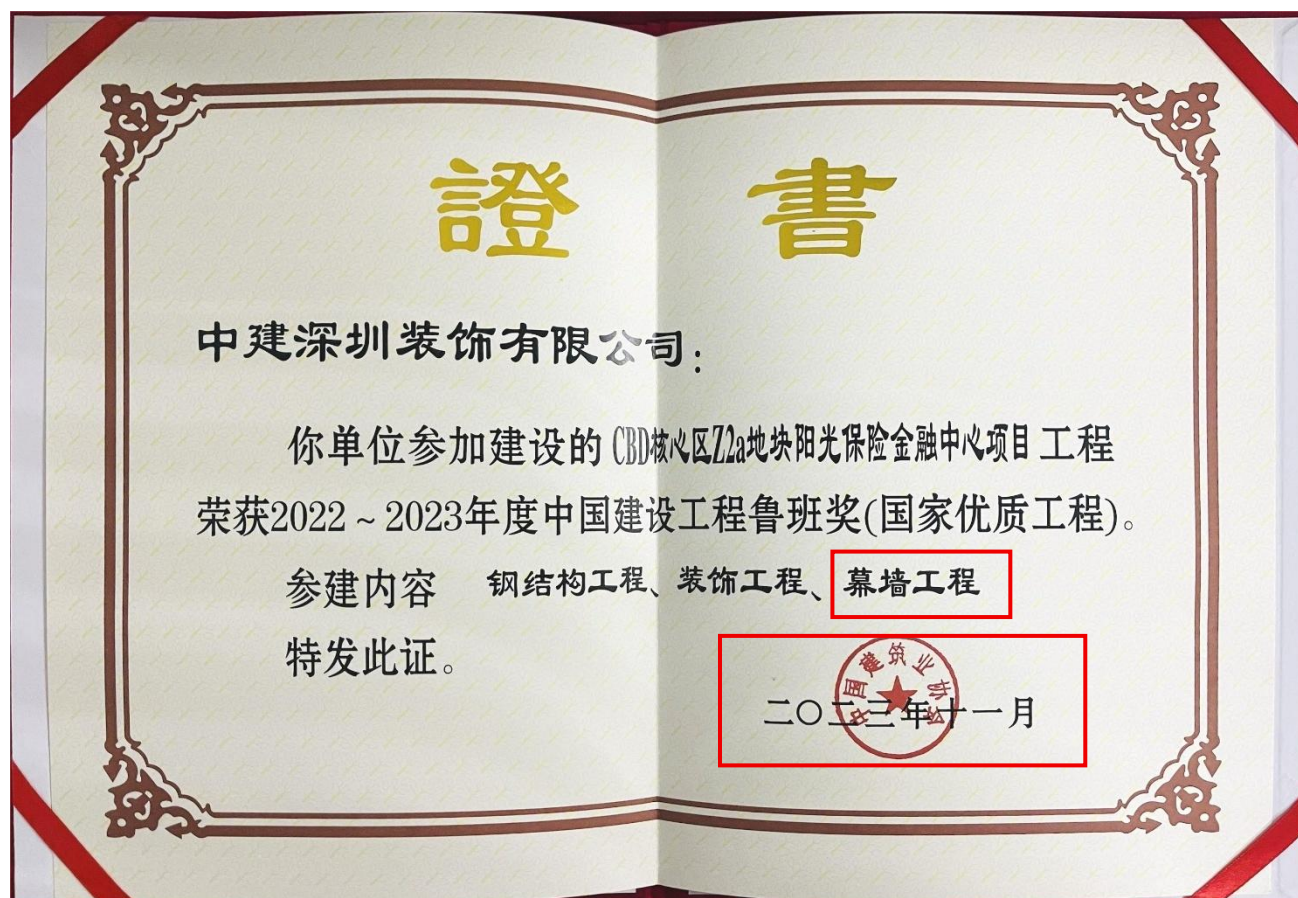 證書
中建深圳装饰有限公司：
你单位参加建设的 CBD核心区Z2a地块阳光保险金融中心项目 工程
荣获2022～2023年度中国建设工程鲁班奖(国家优质工程)。
参建内容 钢结构工程、装饰工程、幕墙工程
特发此证。
中国建筑业协会
二〇二三年十一月